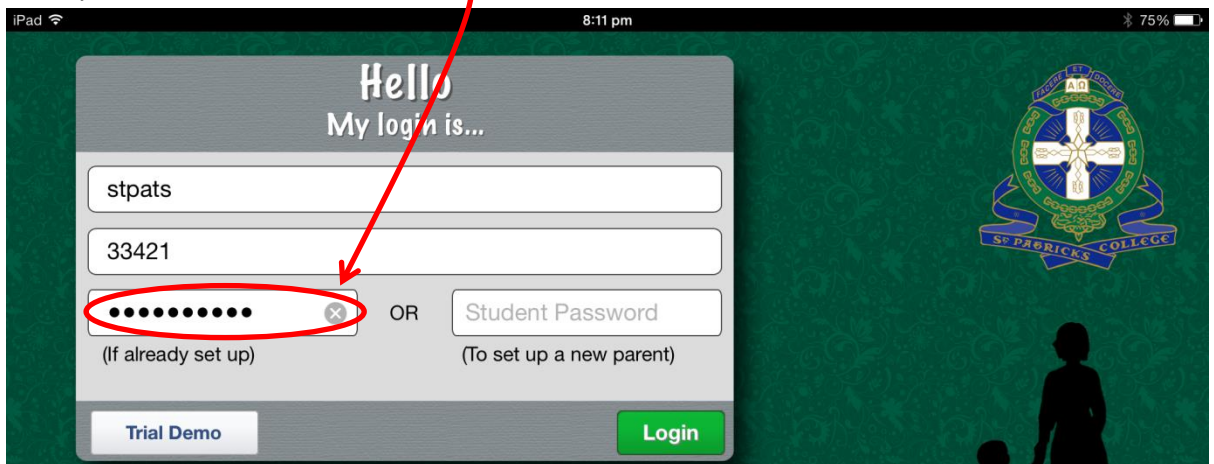 iPad 8:11 pm 75%
Hello
My login is...
FACERE ET DOCERE
ΑΩ
stpats
ST PATRICKS COLLEGE
33421
•••••••••• OR Student Password
(If already set up) (To set up a new parent)
Trial Demo Login